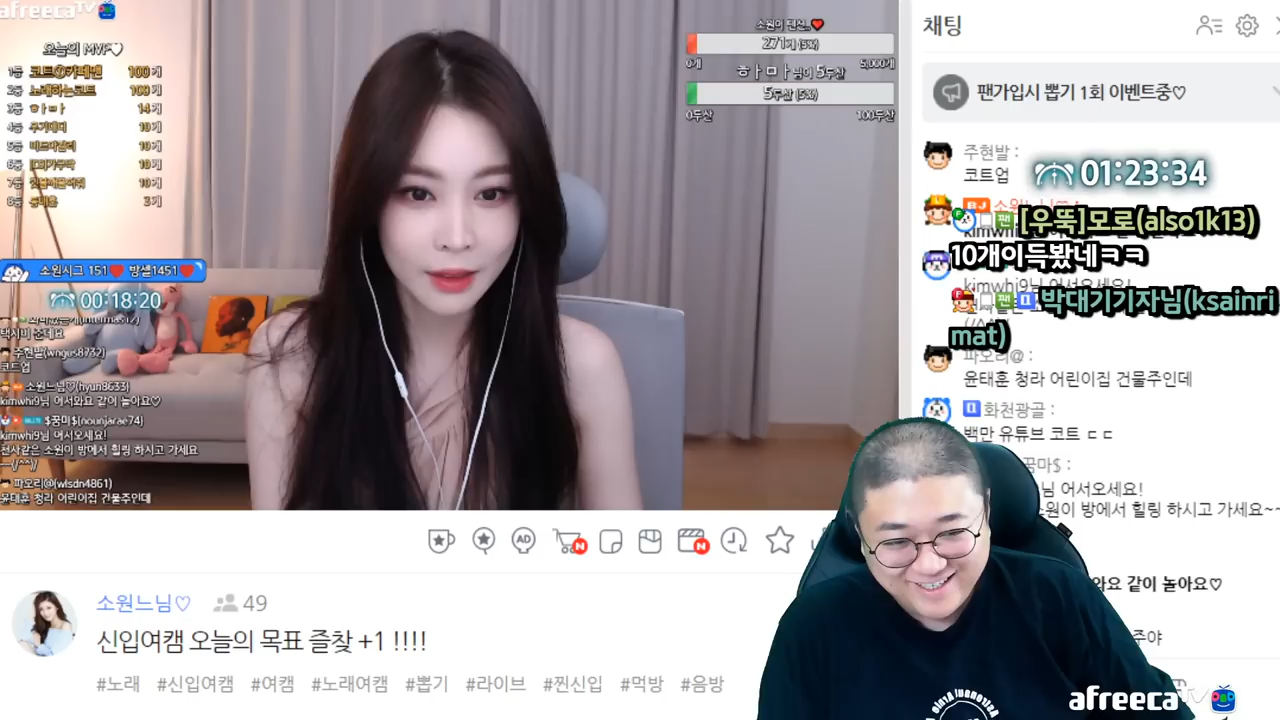 afreecaTV
오늘의 MVP♡
1등 코트①카페앤 100개
2등 노래하는코트 100개
3등 하ㅏㅁㅏ 14개
4등 10개
5등 10개
6등 10개
7등 10개
8등 3개
소원시그 151❤ 방셀1451❤
00:18:20
택시비 준데요
주현발(wngus8732)
코트업
소원느님♡(hyun8633)
kimwhi9님 어서와요 같이 놀아요♡
$꿈미$(nounjarae74)
kimwhi9님 어서오세요!
천사같은 소원이 방에서 힐링 하시고 가세요
파오리@(wlsdn4861)
윤태훈 청라 어린이집 건물주인데
소원이 텐션..❤
271개 (5%)
0개 5,000개
하ㅏㅁㅏ님이 5두산
5두산 (5%)
0두산 100두산
채팅
팬가입시 뽑기 1회 이벤트중♡
주현발 :
코트업
01:23:34
[우뚝]모로(also1k13)
10개이득봤네ㅋㅋ
kimwhi9님 어서오세요!
박대기기자님(ksainri
mat)
파오리@ :
윤태훈 청라 어린이집 건물주인데
화천광골 :
백만 유튜브 코트 ㄷㄷ
꿈마$ :
님 어서오세요!
소원이 방에서 힐링 하시고 가세요~~
와요 같이 놀아요♡
주야
AD
N
N
소원느님♡ 49
신입여캠 오늘의 목표 즐찾 +1 !!!!
#노래 #신입여캠 #여캠 #노래여캠 #뽑기 #라이브 #찐신입 #먹방 #음방
afreecaTV